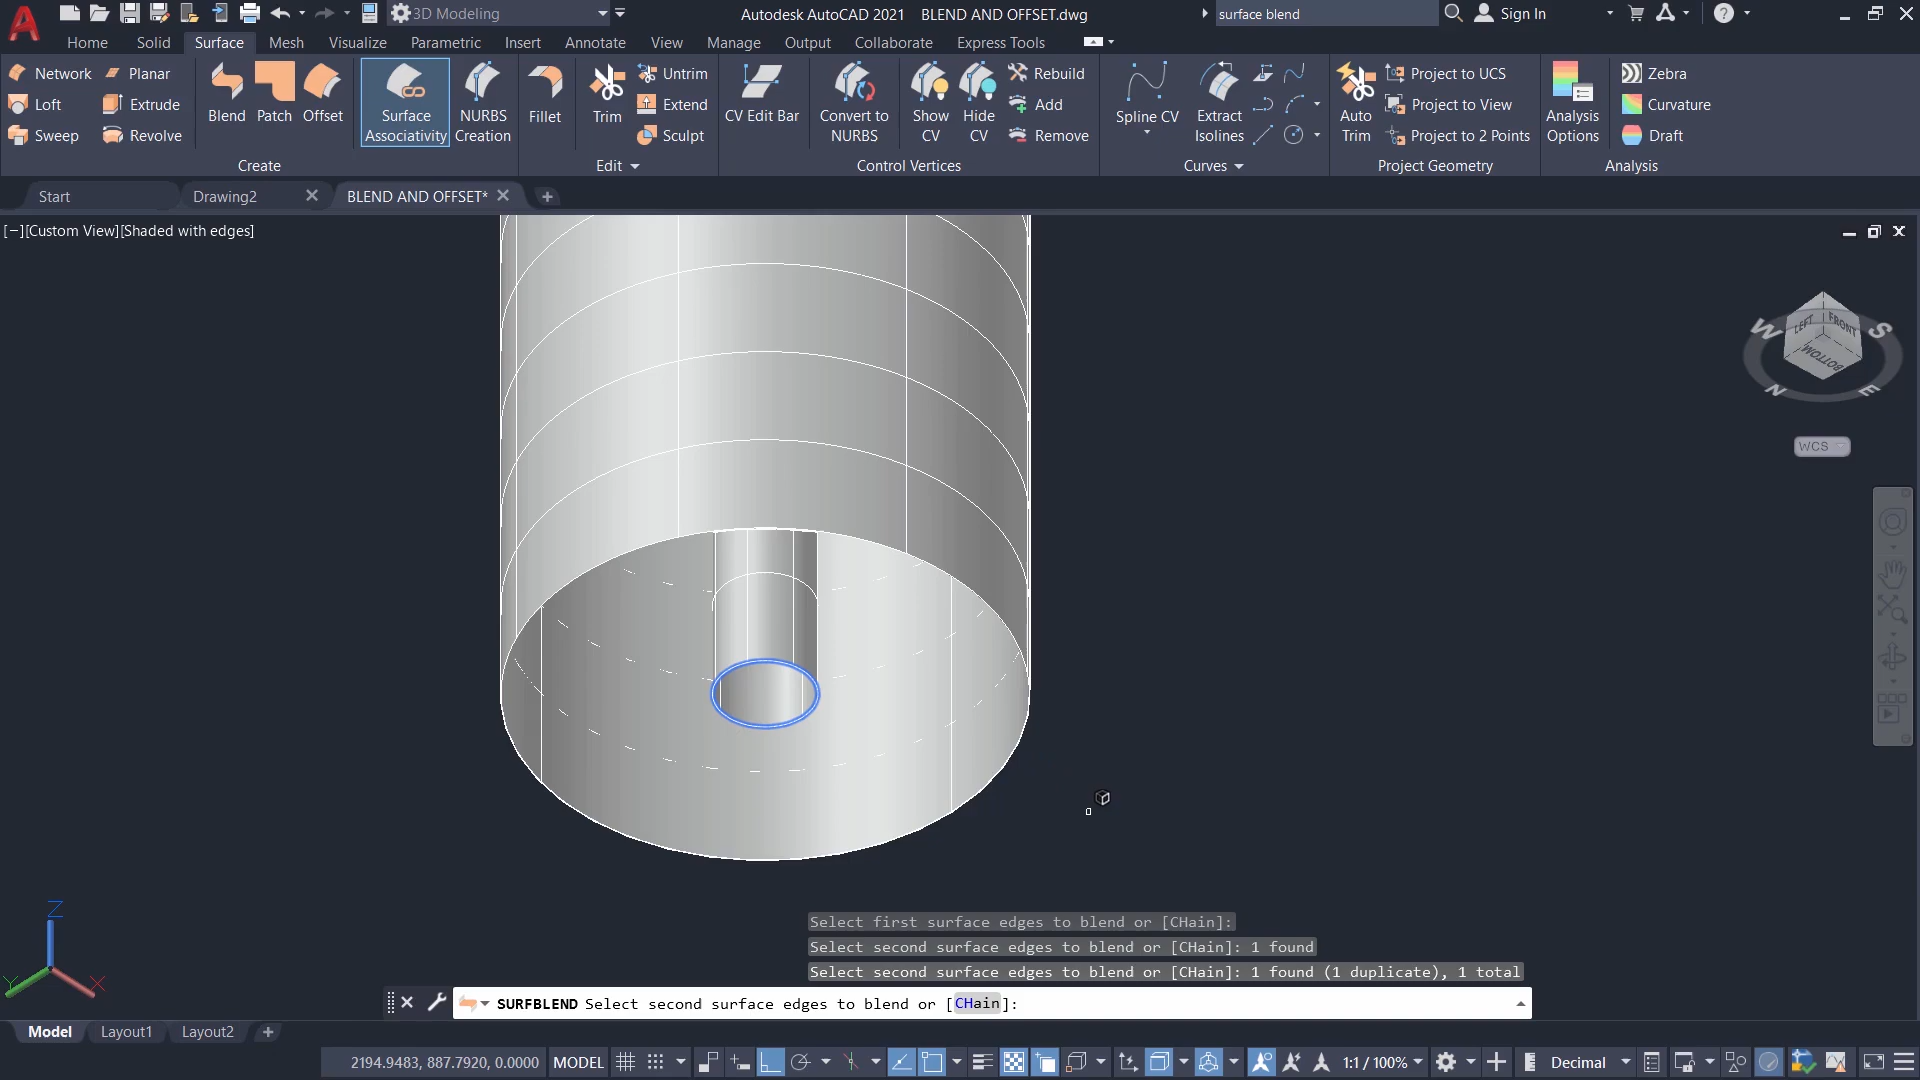 3D Modeling
Autodesk AutoCAD 2021 BLEND AND OFFSET.dwg
surface blend
Sign In
Home Solid Surface Mesh Visualize Parametric Insert Annotate View Manage Output Collaborate Express Tools
Network Planar
Loft Extrude
Sweep Revolve
Blend Patch Offset
Surface Associativity
NURBS Creation
Fillet
Trim
Untrim
Extend
Sculpt
CV Edit Bar
Convert to NURBS
Show CV
Hide CV
Rebuild
Add
Remove
Spline CV
Extract Isolines
Auto Trim
Project to UCS
Project to View
Project to 2 Points
Analysis Options
Zebra
Curvature
Draft
Create Edit Control Vertices Curves Project Geometry Analysis
Start Drawing2 BLEND AND OFFSET*
[−][Custom View][Shaded with edges]
LEFT FRONT
BOTTOM
W S
N E
WCS
Z
Y X
Select first surface edges to blend or [CHain]:
Select second surface edges to blend or [CHain]: 1 found
Select second surface edges to blend or [CHain]: 1 found (1 duplicate), 1 total
SURFBLEND Select second surface edges to blend or [CHain]:
Model Layout1 Layout2
2194.9483, 887.7920, 0.0000 MODEL 1:1 / 100% Decimal